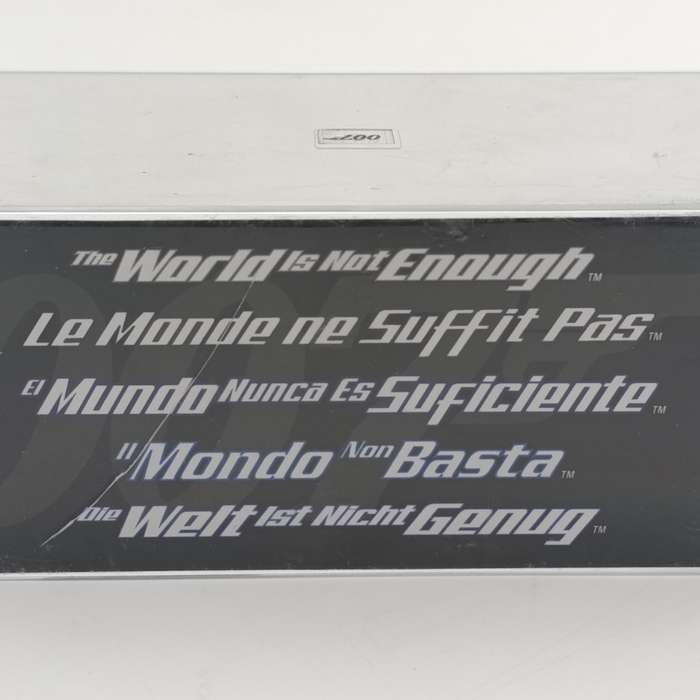 007
The World Is Not Enough™
Le Monde ne Suffit Pas™
El Mundo Nunca Es Suficiente™
Il Mondo Non Basta™
Die Welt Ist Nicht Genug™